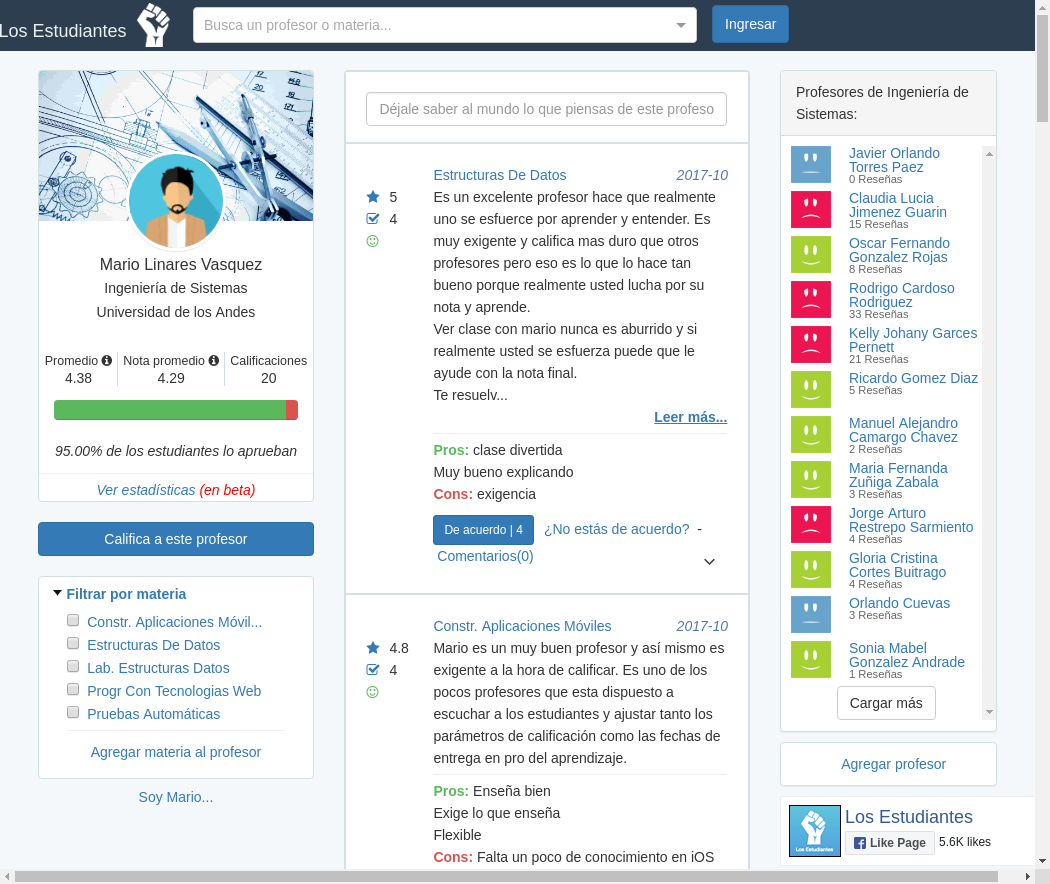 Los Estudiantes
Busca un profesor o materia...
Ingresar
Mario Linares Vasquez
Ingeniería de Sistemas
Universidad de los Andes
Promedio
4.38
Nota promedio
4.29
Calificaciones
20
95.00% de los estudiantes lo aprueban
Ver estadísticas (en beta)
Califica a este profesor
Filtrar por materia
Constr. Aplicaciones Móvil...
Estructuras De Datos
Lab. Estructuras Datos
Progr Con Tecnologias Web
Pruebas Automáticas
Agregar materia al profesor
Soy Mario...
Déjale saber al mundo lo que piensas de este profeso
Estructuras De Datos 2017-10
5
4
Es un excelente profesor hace que realmente
uno se esfuerce por aprender y entender. Es
muy exigente y califica mas duro que otros
profesores pero eso es lo que lo hace tan
bueno porque realmente usted lucha por su
nota y aprende.
Ver clase con mario nunca es aburrido y si
realmente usted se esfuerza puede que le
ayude con la nota final.
Te resuelv...
Leer más...
Pros: clase divertida
Muy bueno explicando
Cons: exigencia
De acuerdo | 4 ¿No estás de acuerdo? -
Comentarios(0)
Constr. Aplicaciones Móviles 2017-10
4.8
4
Mario es un muy buen profesor y así mismo es
exigente a la hora de calificar. Es uno de los
pocos profesores que esta dispuesto a
escuchar a los estudiantes y ajustar tanto los
parámetros de calificación como las fechas de
entrega en pro del aprendizaje.
Pros: Enseña bien
Exige lo que enseña
Flexible
Cons: Falta un poco de conocimiento en iOS
Profesores de Ingeniería de
Sistemas:
Javier Orlando
Torres Paez
0 Reseñas
Claudia Lucia
Jimenez Guarin
15 Reseñas
Oscar Fernando
Gonzalez Rojas
8 Reseñas
Rodrigo Cardoso
Rodriguez
33 Reseñas
Kelly Johany Garces
Pernett
21 Reseñas
Ricardo Gomez Diaz
5 Reseñas
Manuel Alejandro
Camargo Chavez
2 Reseñas
Maria Fernanda
Zuñiga Zabala
3 Reseñas
Jorge Arturo
Restrepo Sarmiento
4 Reseñas
Gloria Cristina
Cortes Buitrago
4 Reseñas
Orlando Cuevas
3 Reseñas
Sonia Mabel
Gonzalez Andrade
1 Reseñas
Cargar más
Agregar profesor
Los Estudiantes
Los Estudiantes
Like Page
5.6K likes